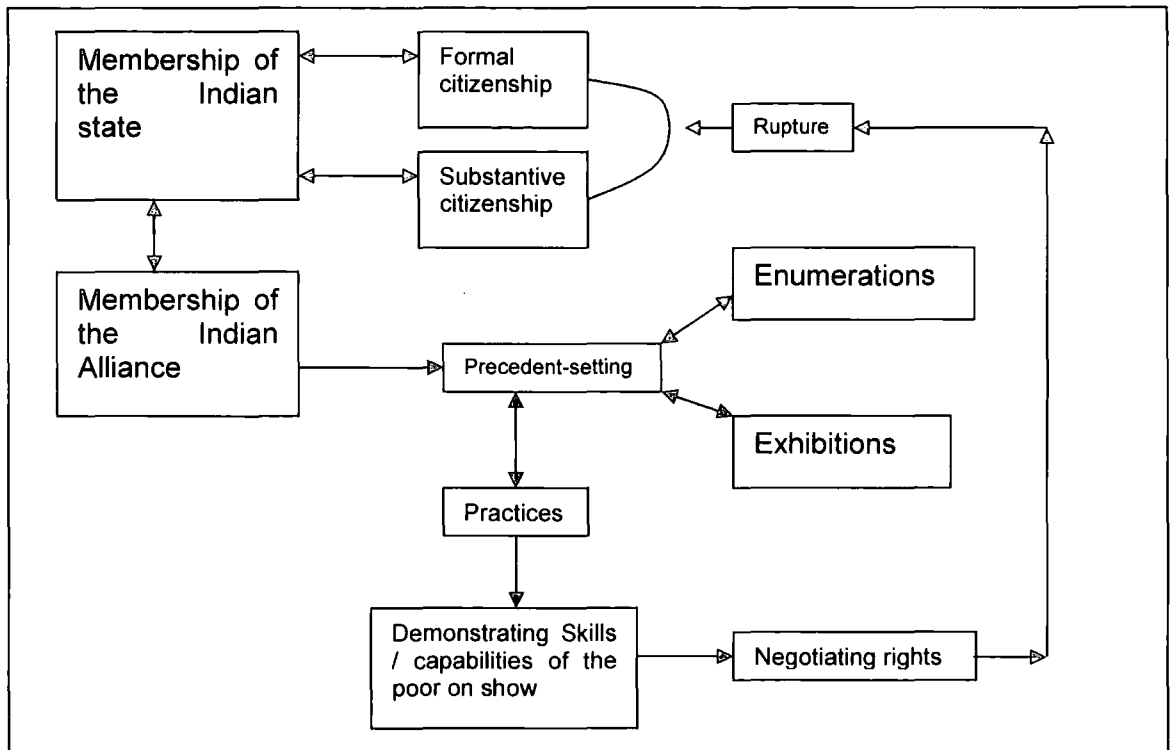 Membership of
the Indian
state
Formal
citizenship
Rupture
Substantive
citizenship
Membership of
the Indian
Alliance
Enumerations
Precedent-setting
Exhibitions
Practices
Demonstrating Skills
/ capabilities of the
poor on show
Negotiating rights